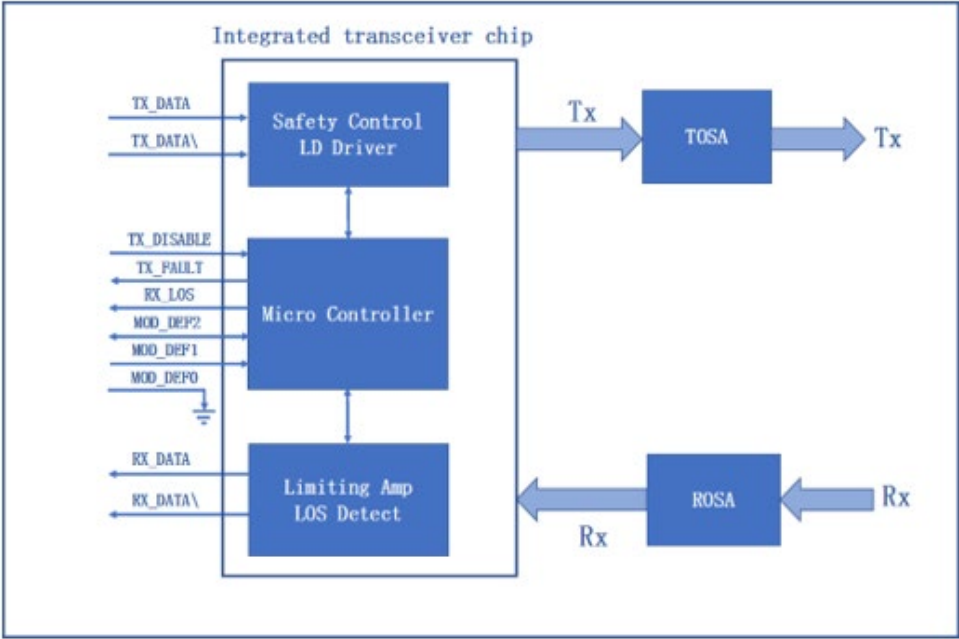 Integrated transceiver chip
TX_DATA
TX_DATA\
Safety Control
LD Driver
Tx
TOSA
Tx
TX_DISABLE
TX_FAULT
RX_LOS
MOD_DEF2
MOD_DEF1
MOD_DEF0
Micro Controller
RX_DATA
RX_DATA\
Limiting Amp
LOS Detect
Rx
ROSA
Rx